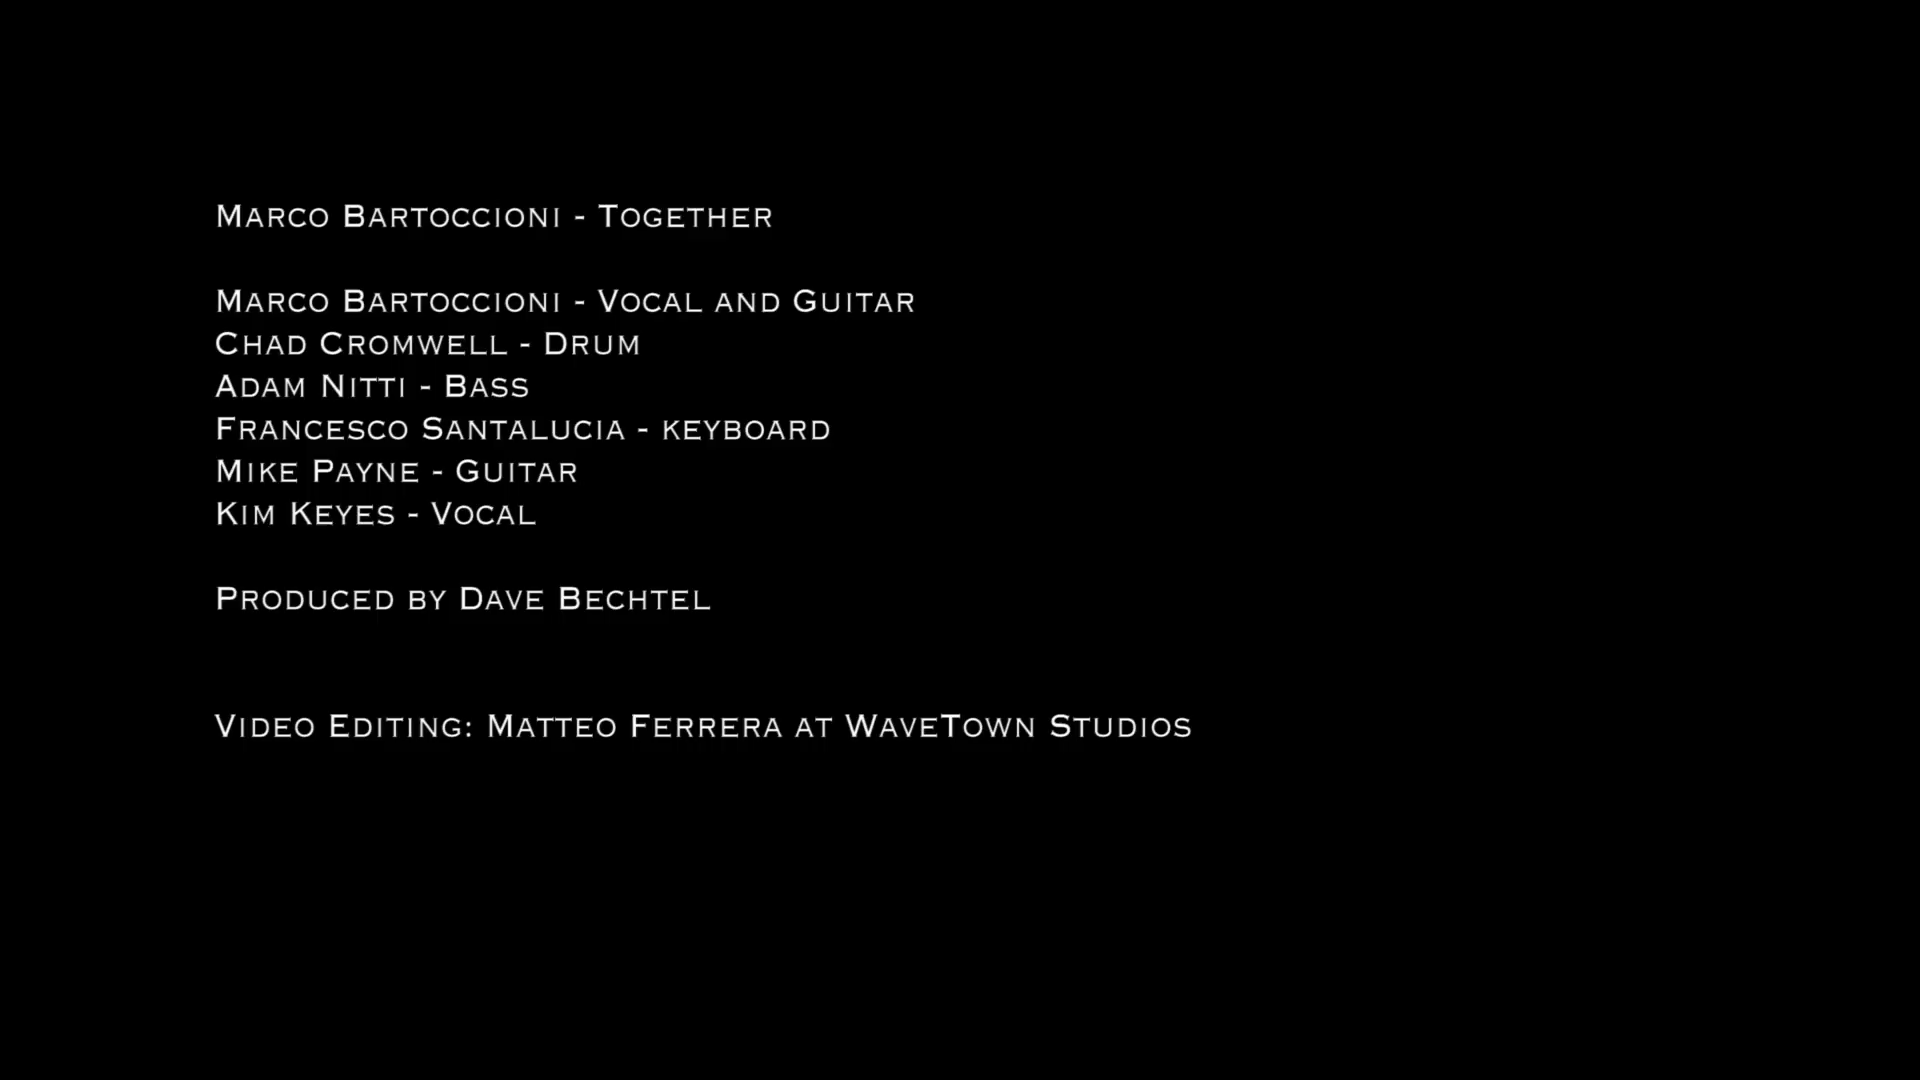 Marco Bartoccioni - Together
Marco Bartoccioni - Vocal and Guitar
Chad Cromwell - Drum
Adam Nitti - Bass
Francesco Santalucia - keyboard
Mike Payne - Guitar
Kim Keyes - Vocal
Produced by Dave Bechtel
Video Editing: Matteo Ferrera at WaveTown Studios